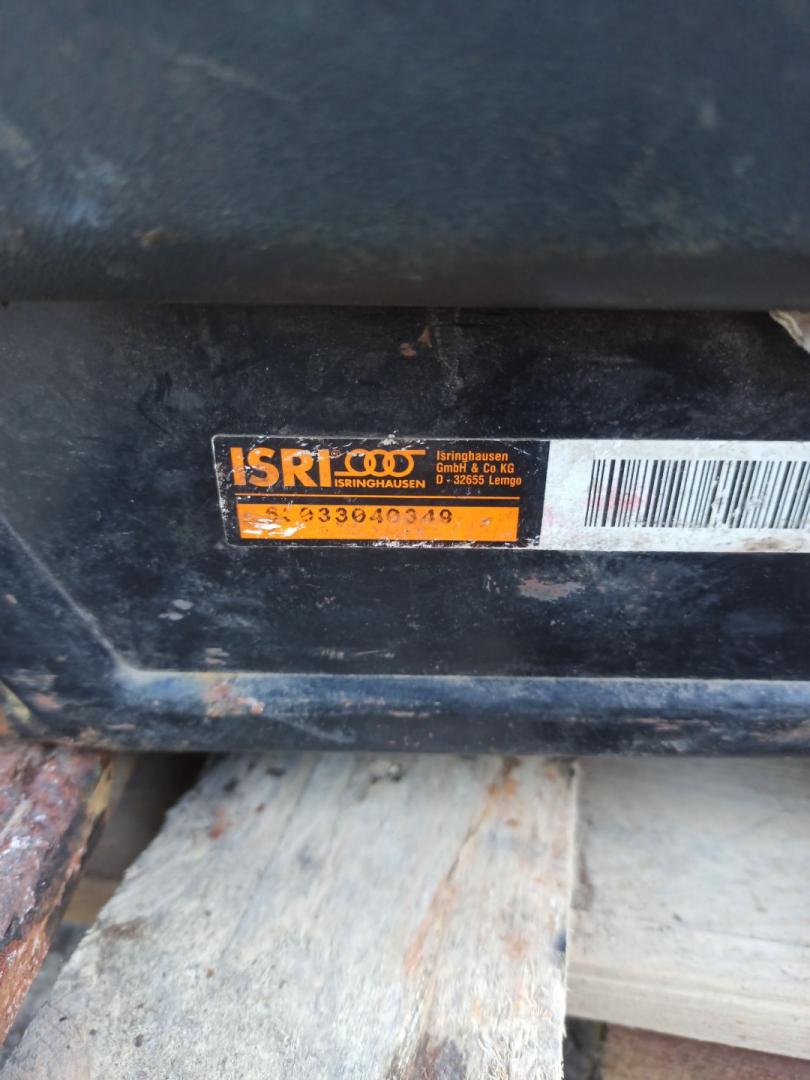 ISRI ISRINGHAUSEN
Isringhausen
GmbH & Co KG
D - 32655 Lemgo
033040349